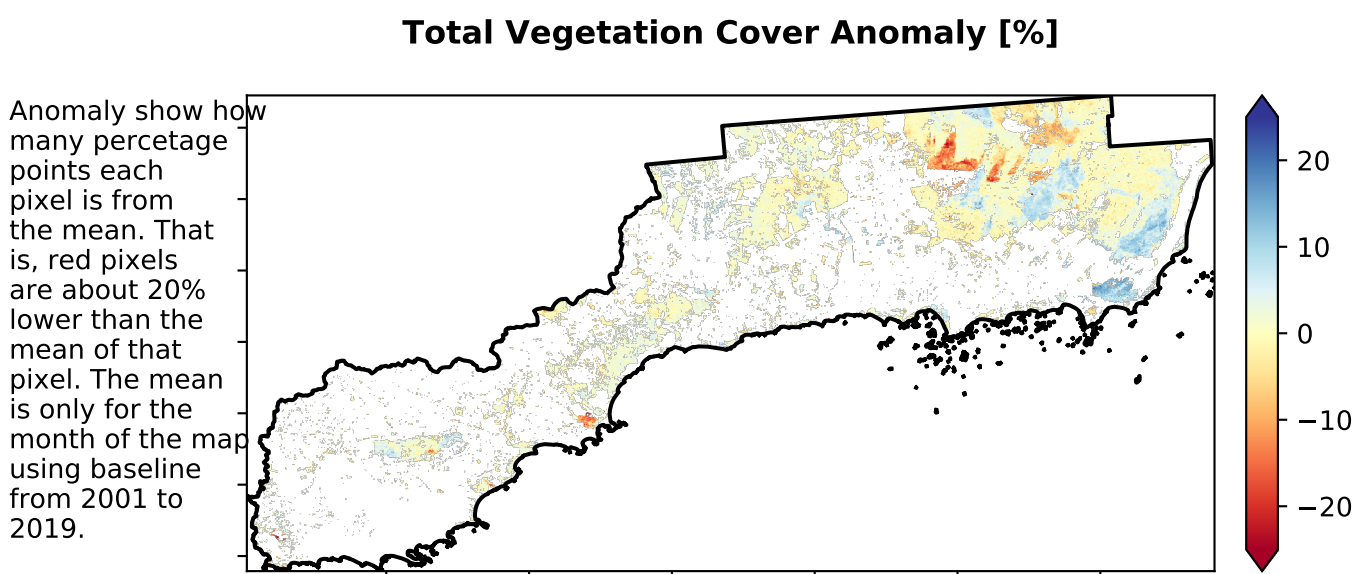 Total Vegetation Cover Anomaly [%]
Anomaly show how
many percetage
points each
pixel is from
the mean. That
is, red pixels
are about 20%
lower than the
mean of that
pixel. The mean
is only for the
month of the map
using baseline
from 2001 to
2019.
20
10
0
−10
−20